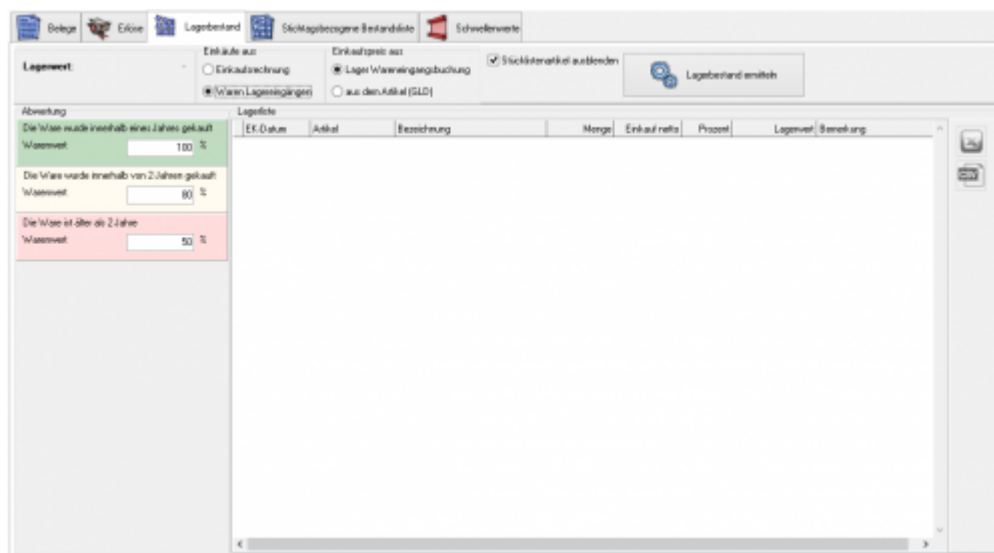 Belege Erlöse Lagerbestand Stichtagsbezogene Bestandsliste Schwellenwerte
Lagerwert: -
Einkäufe aus
Einkaufsrechnung
Waren Lagereingängen
Einkaufspreis aus
Lager Wareneingangsbuchung
aus dem Artikel (GLD)
Stücklistenartikel ausblenden
Lagerbestand ermitteln
Abwertung
Die Ware wurde innerhalb eines Jahres gekauft
Warenwert 100 %
Die Ware wurde innerhalb von 2 Jahren gekauft
Warenwert 80 %
Die Ware ist älter als 2 Jahre
Warenwert 50 %
Lagerliste
EK-Datum Artikel Bezeichnung Menge Einkauf netto Prozent Lagerwert Bemerkung
CSV